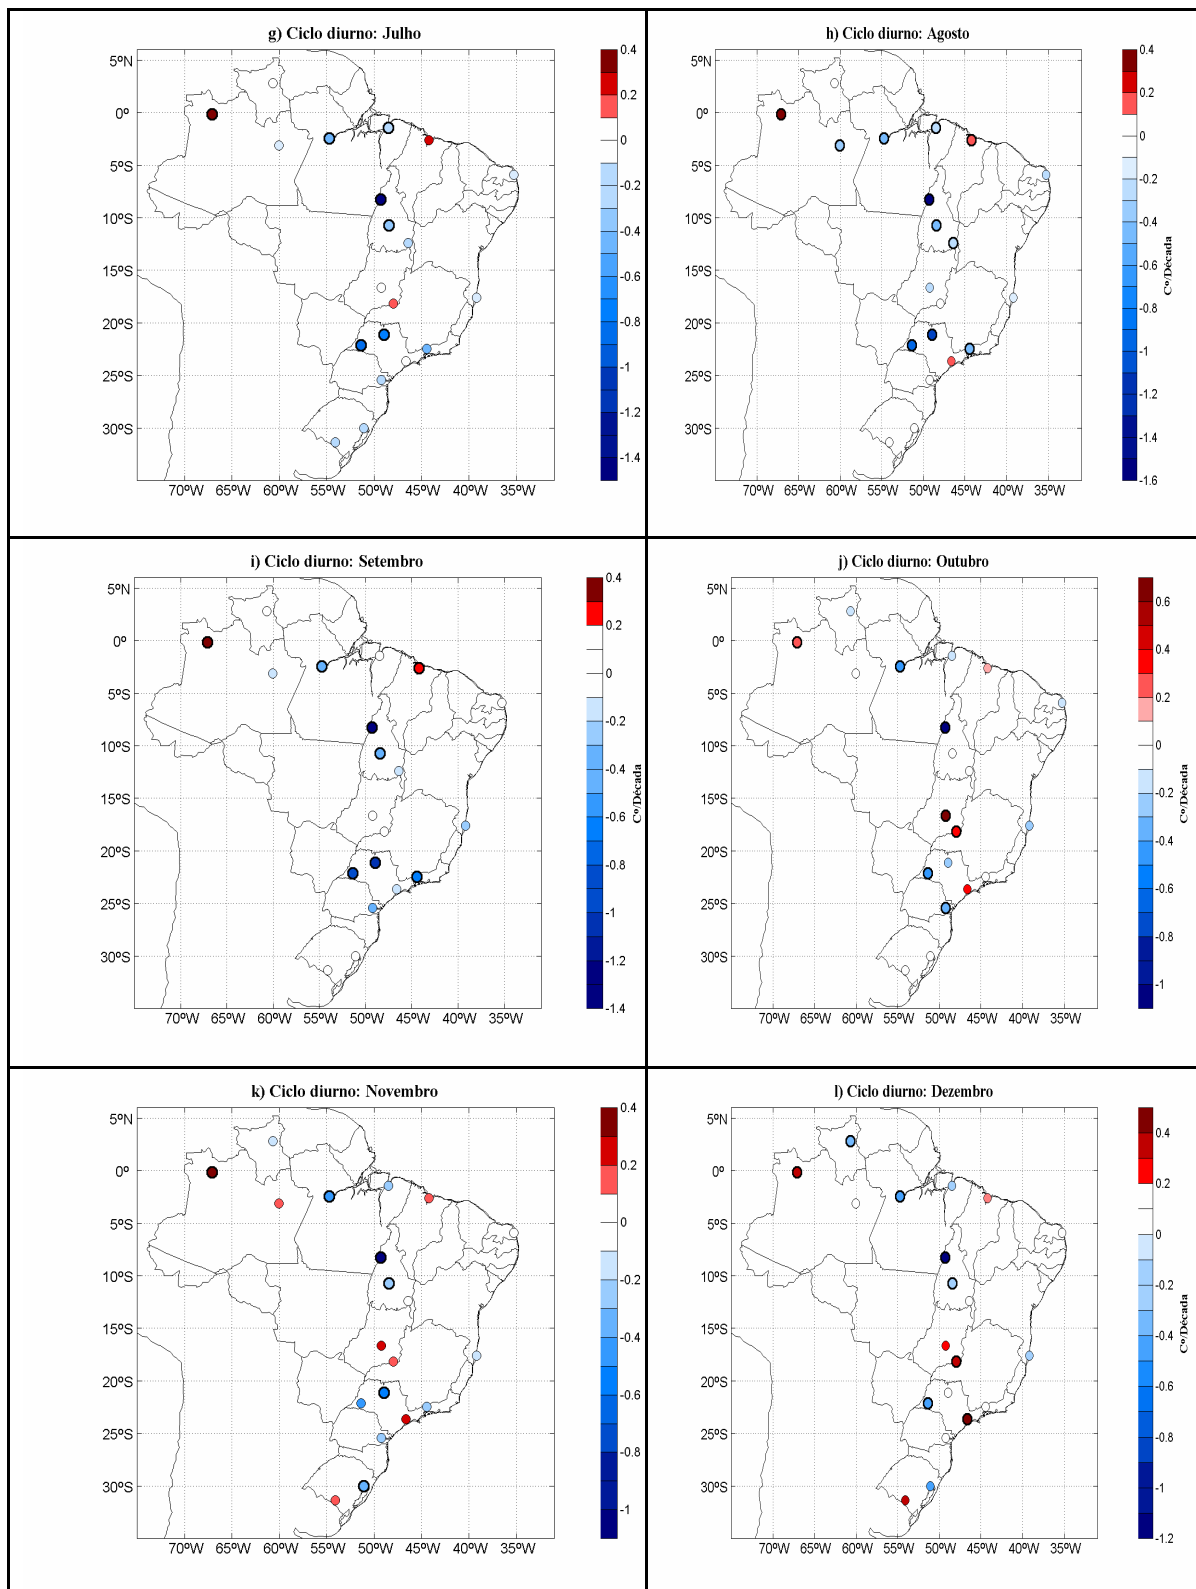 g) Ciclo diurno: Julho
5ºN
0º
5ºS
10ºS
15ºS
20ºS
25ºS
30ºS
70ºW 65ºW 60ºW 55ºW 50ºW 45ºW 40ºW 35ºW
0.4
0.2
0
-0.2
-0.4
-0.6
-0.8
-1
-1.2
-1.4
h) Ciclo diurno: Agosto
5ºN
0º
5ºS
10ºS
15ºS
20ºS
25ºS
30ºS
70ºW 65ºW 60ºW 55ºW 50ºW 45ºW 40ºW 35ºW
0.4
0.2
0
-0.2
-0.4
-0.6
-0.8
-1
-1.2
-1.4
-1.6
Cº/Década
i) Ciclo diurno: Setembro
5ºN
0º
5ºS
10ºS
15ºS
20ºS
25ºS
30ºS
70ºW 65ºW 60ºW 55ºW 50ºW 45ºW 40ºW 35ºW
0.4
0.2
0
-0.2
-0.4
-0.6
-0.8
-1
-1.2
-1.4
Cº/Década
j) Ciclo diurno: Outubro
5ºN
0º
5ºS
10ºS
15ºS
20ºS
25ºS
30ºS
70ºW 65ºW 60ºW 55ºW 50ºW 45ºW 40ºW 35ºW
0.6
0.4
0.2
0
-0.2
-0.4
-0.6
-0.8
-1
Cº/Década
k) Ciclo diurno: Novembro
5ºN
0º
5ºS
10ºS
15ºS
20ºS
25ºS
30ºS
70ºW 65ºW 60ºW 55ºW 50ºW 45ºW 40ºW 35ºW
0.4
0.2
0
-0.2
-0.4
-0.6
-0.8
-1
l) Ciclo diurno: Dezembro
5ºN
0º
5ºS
10ºS
15ºS
20ºS
25ºS
30ºS
70ºW 65ºW 60ºW 55ºW 50ºW 45ºW 40ºW 35ºW
0.4
0.2
0
-0.2
-0.4
-0.6
-0.8
-1
-1.2
Cº/Década